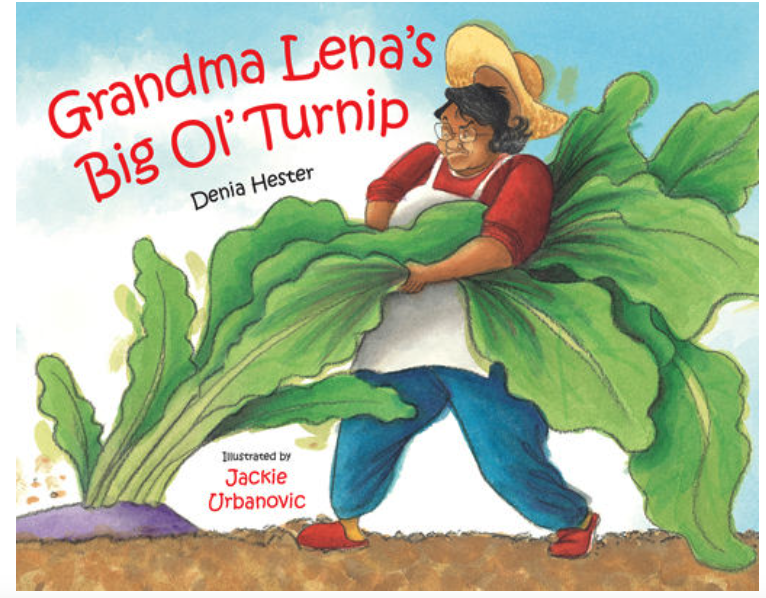 Grandma Lena's
Big Ol' Turnip
Denia Hester
Illustrated by
Jackie
Urbanovic